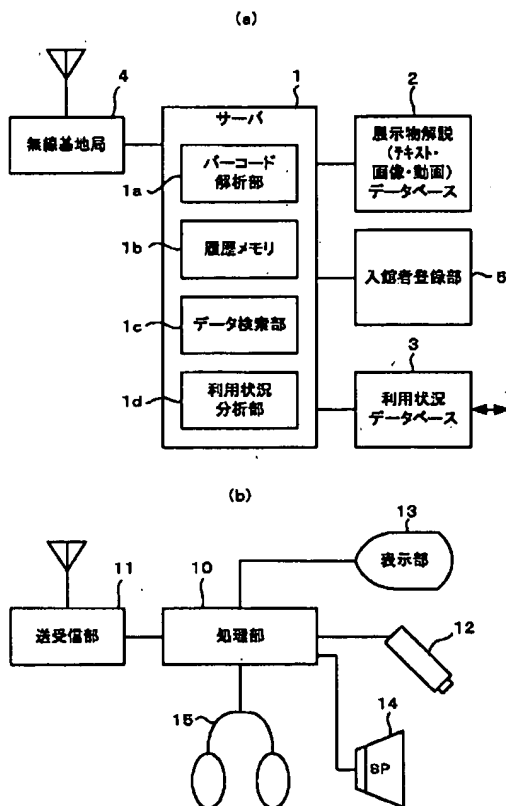 (a)
4
無線基地局
1
サーバ
1a
バーコード
解析部
1b
履歴メモリ
1c
データ検索部
1d
利用状況
分析部
2
展示物解説
(テキスト・
画像・動画)
データベース
入館者登録部
5
3
利用状況
データベース
(b)
11
送受信部
10
処理部
13
表示部
12
14
SP
15